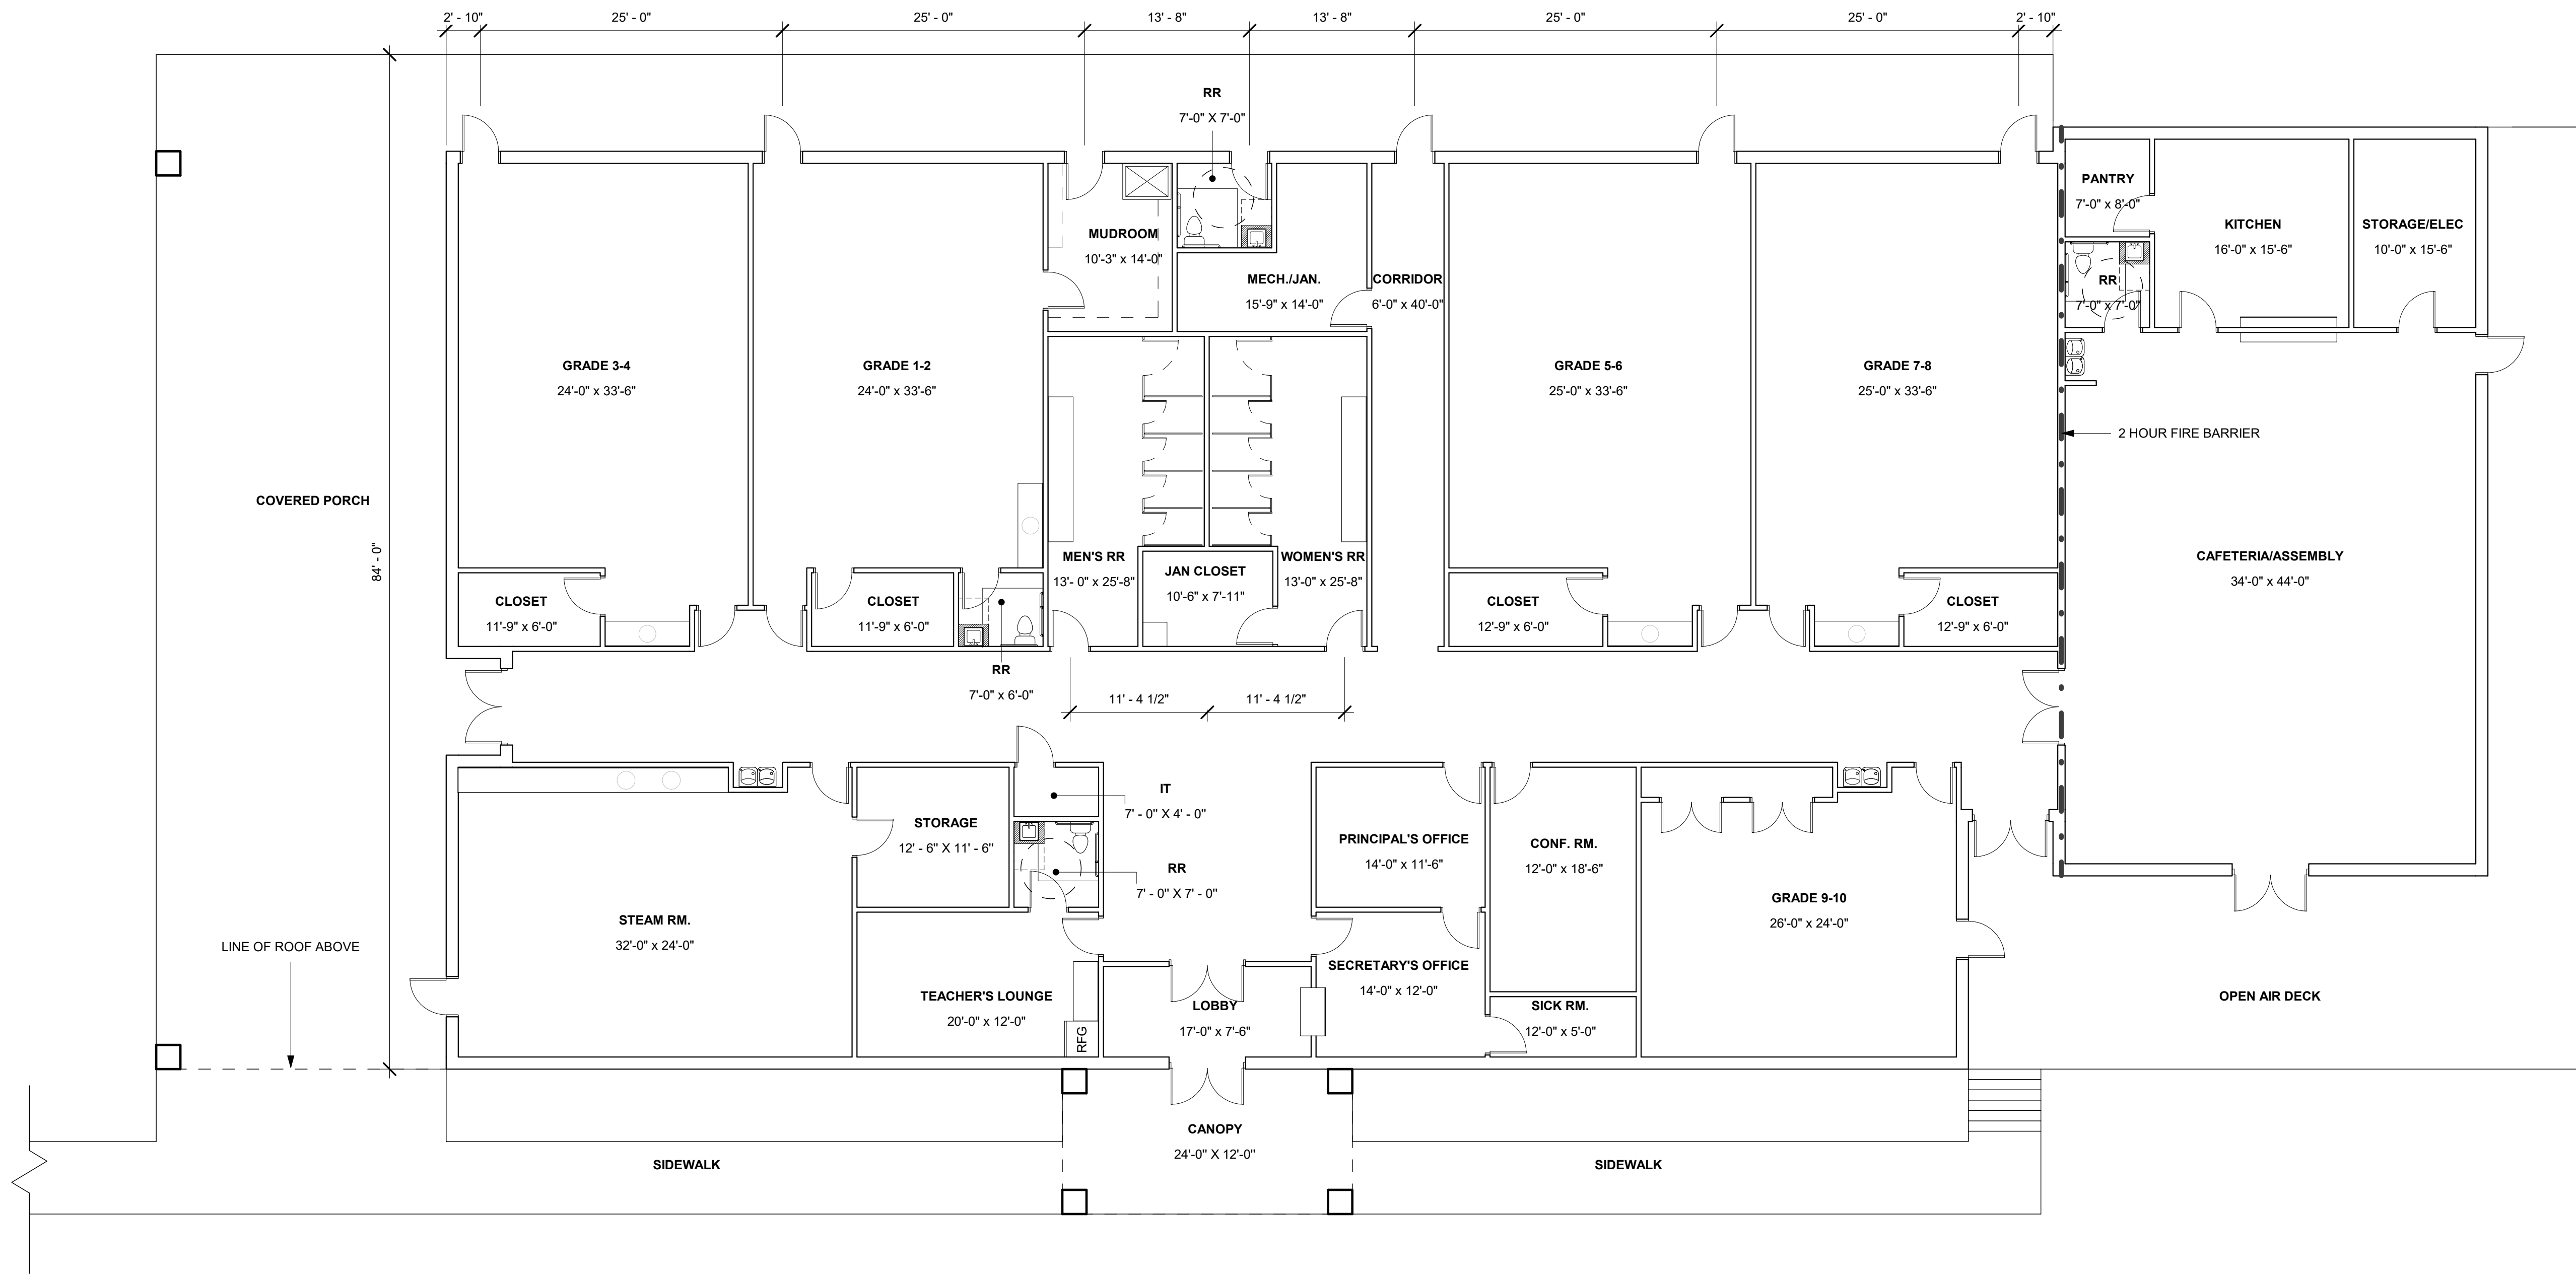 2' - 10"
25' - 0"
25' - 0"
13' - 8"
13' - 8"
25' - 0"
25' - 0"
2' - 10"
RR
7'-0" X 7'-0"
PANTRY
7'-0" x 8'-0"
KITCHEN
16'-0" x 15'-6"
STORAGE/ELEC
10'-0" x 15'-6"
MUDROOM
10'-3" x 14'-0"
MECH./JAN.
15'-9" x 14'-0"
CORRIDOR
6'-0" x 40'-0"
RR
7'-0" x 7'-0"
GRADE 3-4
24'-0" x 33'-6"
GRADE 1-2
24'-0" x 33'-6"
GRADE 5-6
25'-0" x 33'-6"
GRADE 7-8
25'-0" x 33'-6"
2 HOUR FIRE BARRIER
COVERED PORCH
84' - 0"
MEN'S RR
13'- 0" x 25'-8"
JAN CLOSET
10'-6" x 7'-11"
WOMEN'S RR
13'-0" x 25'-8"
CAFETERIA/ASSEMBLY
34'-0" x 44'-0"
CLOSET
11'-9" x 6'-0"
CLOSET
11'-9" x 6'-0"
CLOSET
12'-9" x 6'-0"
CLOSET
12'-9" x 6'-0"
RR
7'-0" x 6'-0"
11' - 4 1/2"
11' - 4 1/2"
IT
7' - 0" X 4' - 0"
STORAGE
12' - 6" X 11' - 6"
RR
7' - 0" X 7' - 0"
PRINCIPAL'S OFFICE
14'-0" x 11'-6"
CONF. RM.
12'-0" x 18'-6"
GRADE 9-10
26'-0" x 24'-0"
STEAM RM.
32'-0" x 24'-0"
LINE OF ROOF ABOVE
SECRETARY'S OFFICE
14'-0" x 12'-0"
TEACHER'S LOUNGE
20'-0" x 12'-0"
RFG
LOBBY
17'-0" x 7'-6"
SICK RM.
12'-0" x 5'-0"
OPEN AIR DECK
CANOPY
24'-0" X 12'-0"
SIDEWALK
SIDEWALK